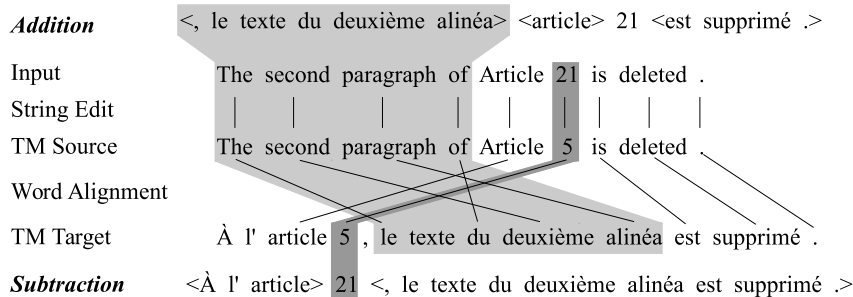 Addition <, le texte du deuxième alinéa> <article> 21 <est supprimé .>
Input The second paragraph of Article 21 is deleted .
String Edit
TM Source The second paragraph of Article 5 is deleted .
Word Alignment
TM Target À l' article 5 , le texte du deuxième alinéa est supprimé .
Subtraction <À l' article> 21 <, le texte du deuxième alinéa est supprimé .>